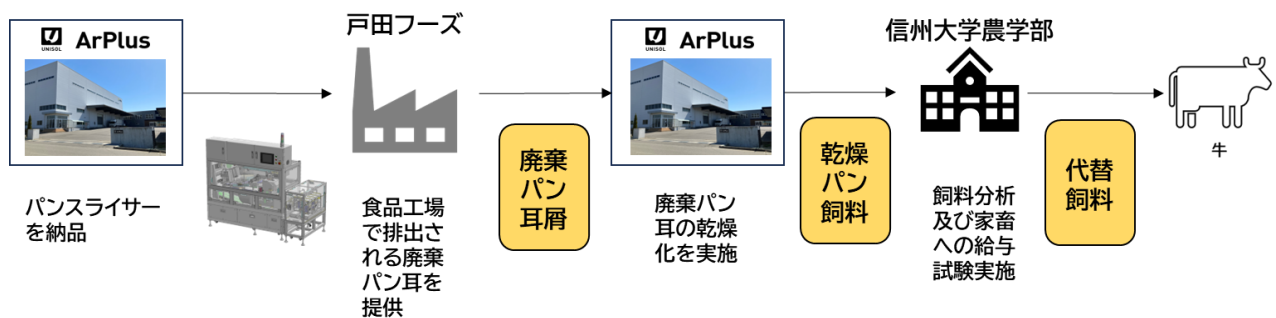 UNISOL
ArPlus
パンスライサー
を納品
戸田フーズ
食品工場
で排出さ
れる廃棄
パン耳を
提供
廃棄
パン
耳屑
UNISOL
ArPlus
廃棄パン
耳の乾燥
化を実施
乾燥
パン
飼料
信州大学農学部
飼料分析
及び家畜
への給与
試験実施
代替
飼料
牛